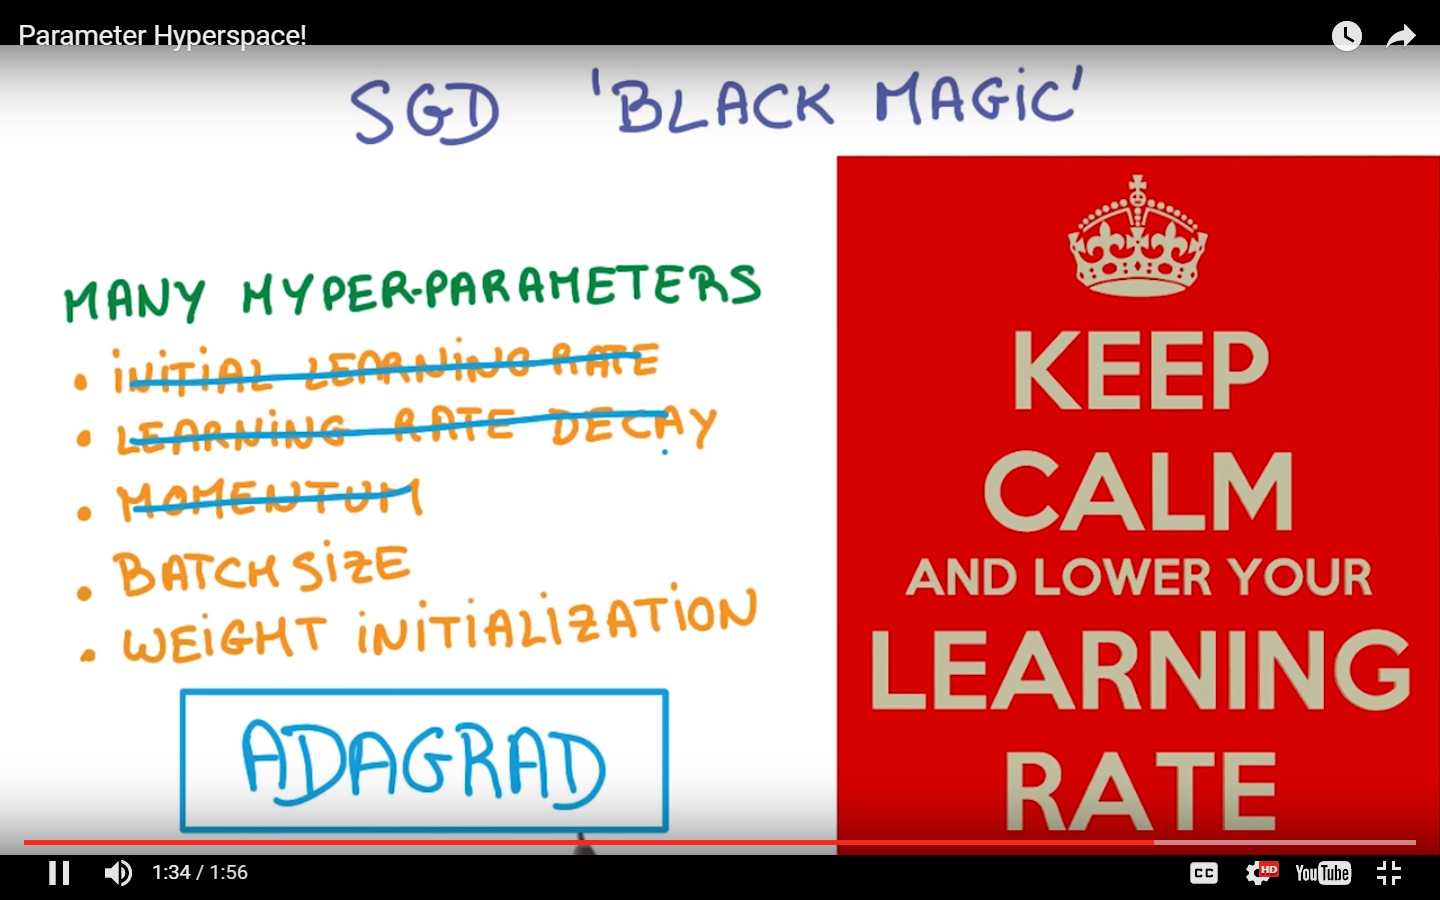 Parameter Hyperspace!
SGD 'BLACK MAGiC'
MANY HYPER-PARAMETERS
• iNiTiAL LEARNiNG RATE
• LEARNiNG RATE DECAY
• MOMENTUM
• BATCH SiZE
• WEiGHT iNiTiALiZATiON
ADAGRAD
KEEP
CALM
AND LOWER YOUR
LEARNING
RATE
1:34 / 1:56
CC
HD
YouTube